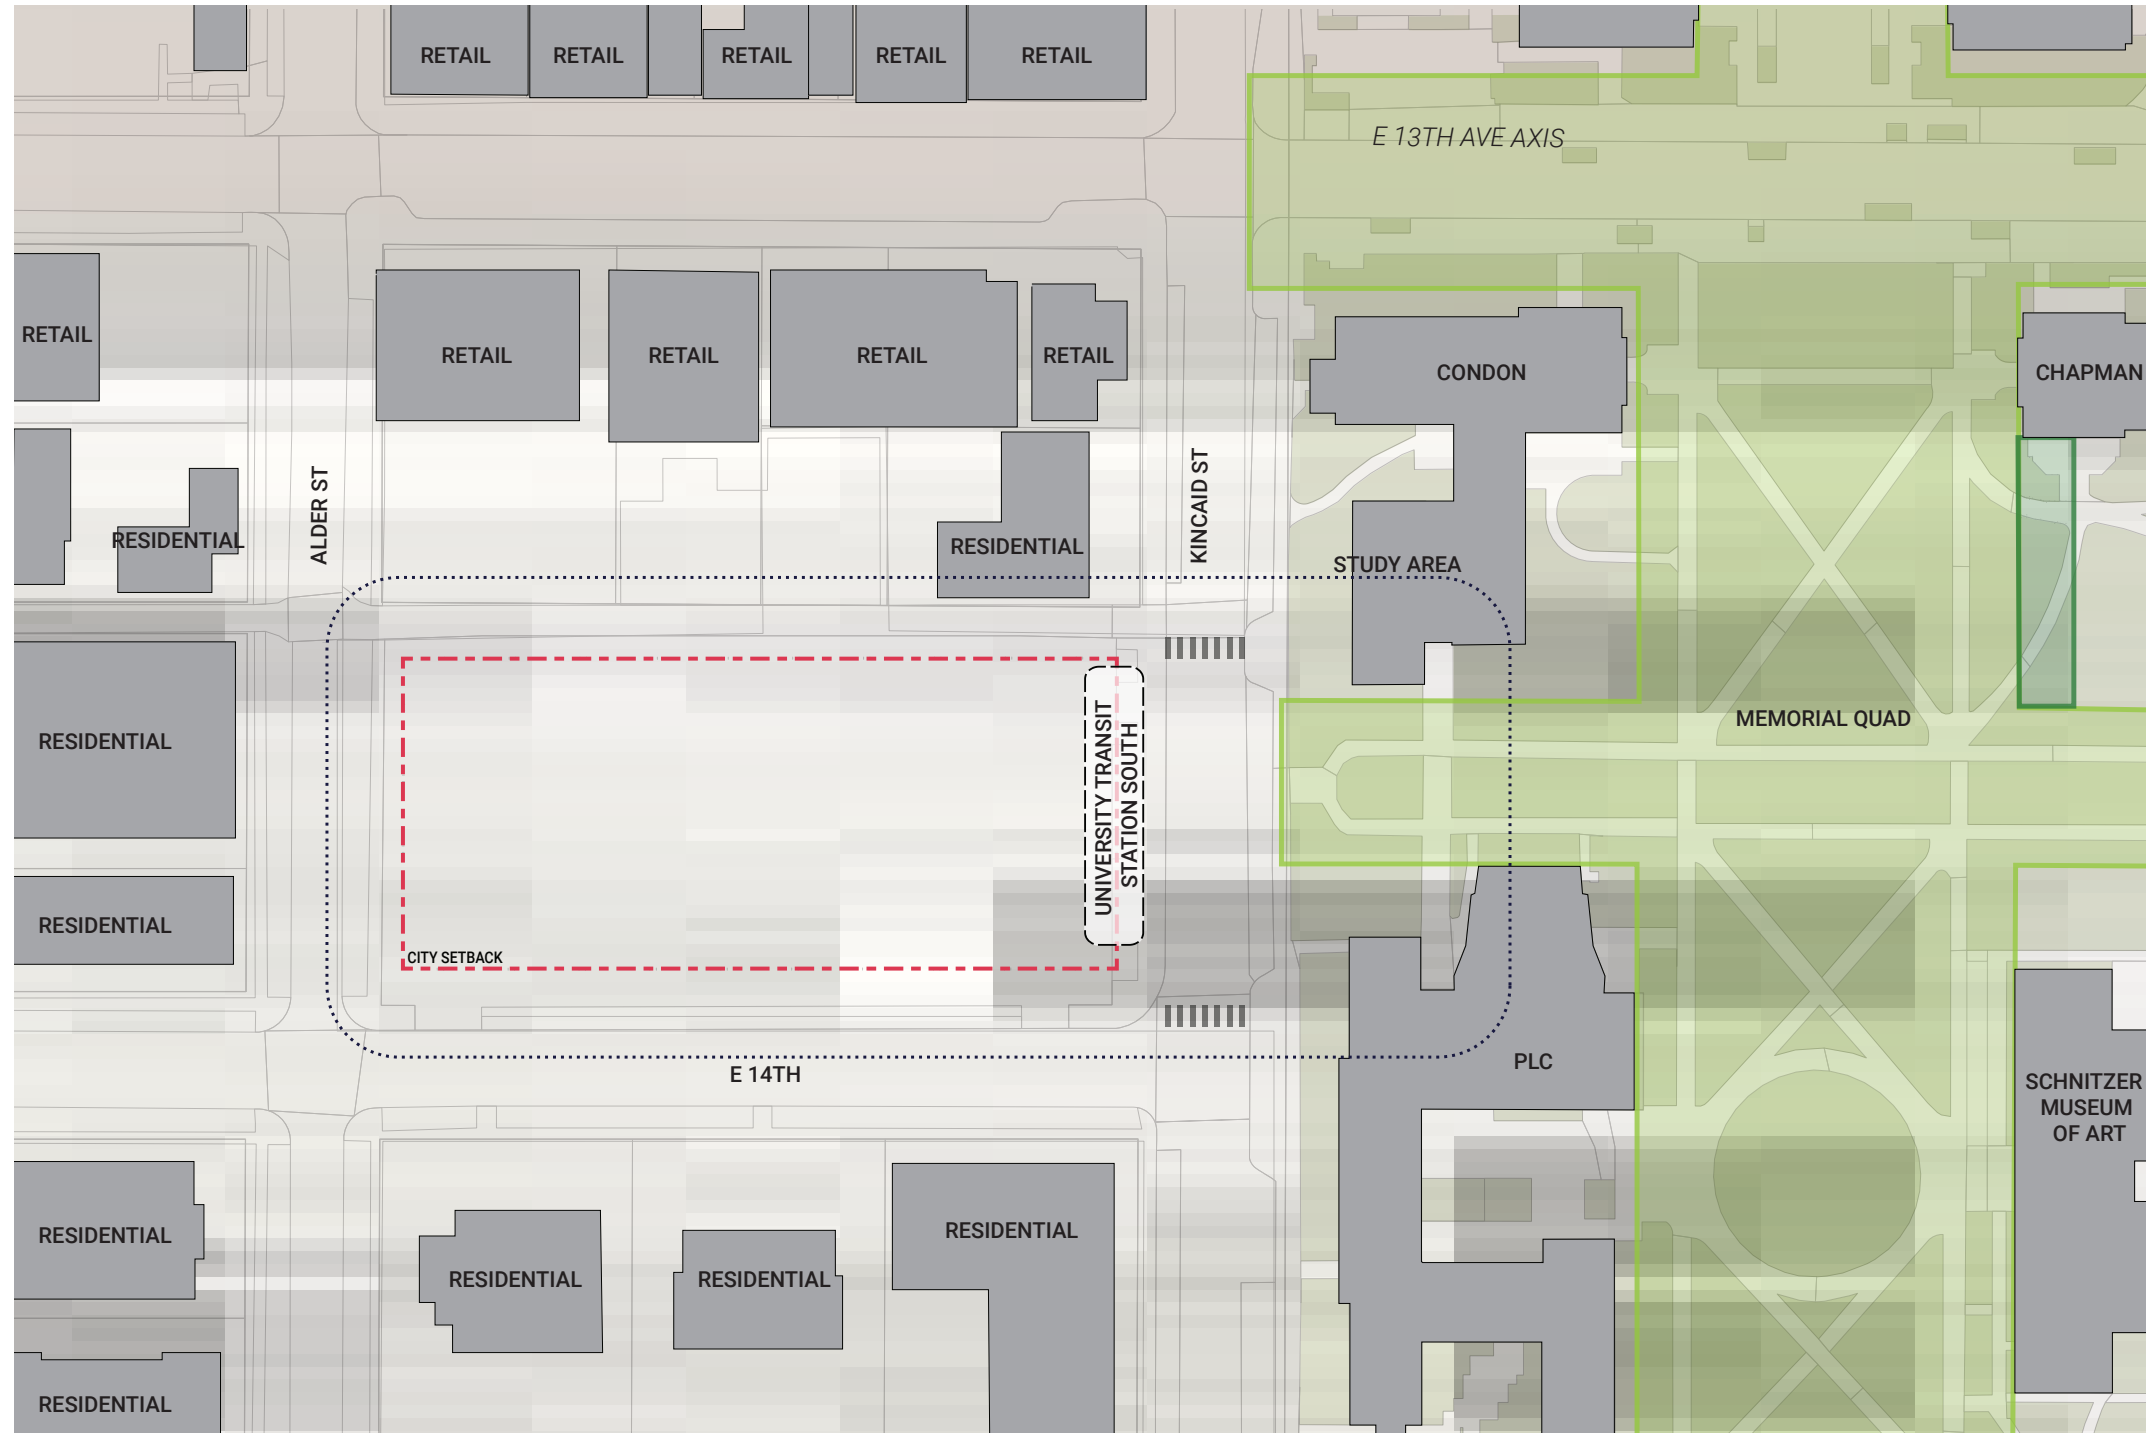 RETAIL
RETAIL
RETAIL
RETAIL
RETAIL
E 13TH AVE AXIS
RETAIL
RETAIL
RETAIL
RETAIL
RETAIL
CONDON
CHAPMAN
ALDER ST
KINCAID ST
RESIDENTIAL
RESIDENTIAL
STUDY AREA
MEMORIAL QUAD
RESIDENTIAL
UNIVERSITY TRANSIT
STATION SOUTH
RESIDENTIAL
CITY SETBACK
E 14TH
PLC
SCHNITZER
MUSEUM
OF ART
RESIDENTIAL
RESIDENTIAL
RESIDENTIAL
RESIDENTIAL
RESIDENTIAL